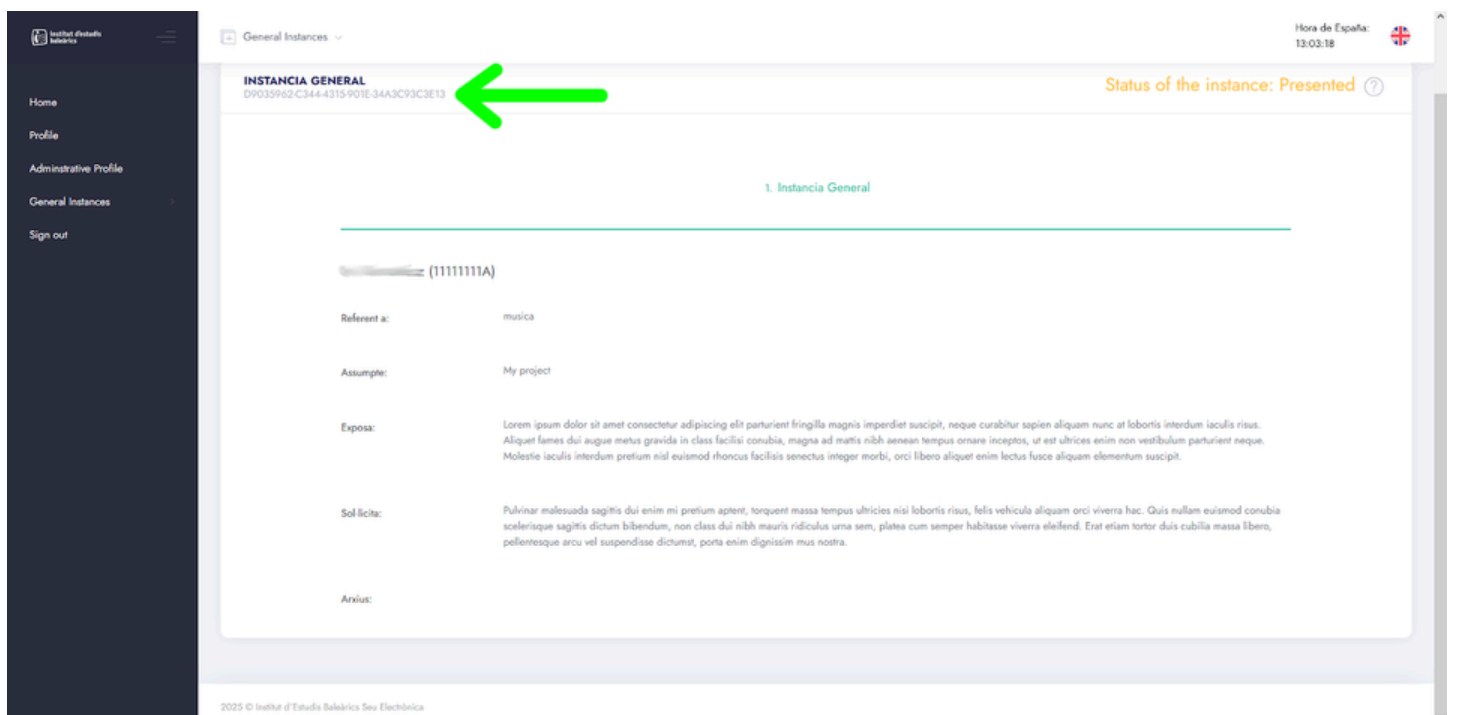 institut d'estudis
baleàrics
General Instances
Hora de España:
13:03:18
Home
Profile
Adminstrative Profile
General Instances
Sign out
INSTANCIA GENERAL
D9035962-C344-4315-901E-34A3C93C3E13
Status of the instance: Presented ?
1. Instancia General
(11111111A)
Referent a:
musica
Assumpte:
My project
Exposa:
Lorem ipsum dolor sit amet consectetur adipiscing elit parturient fringilla magnis imperdiet suscipit, neque curabitur sapien aliquam nunc at lobortis interdum iaculis risus.
Aliquet fames dui augue metus gravida in class facilisi conubia, magna ad mattis nibh aenean tempus ornare inceptos, ut est ultrices enim non vestibulum parturient neque.
Molestie iaculis interdum pretium nisl euismod rhoncus facilisis senectus integer morbi, orci libero aliquet enim lectus fusce aliquam elementum suscipit.
Sol·licita:
Pulvinar malesuada sagittis dui enim mi pretium aptent, torquent massa tempus ultricies nisi lobortis risus, felis vehicula aliquam orci viverra hac. Quis nullam euismod conubia
scelerisque sagittis dictum bibendum, non class dui nibh mauris ridiculus urna sem, platea cum semper habitasse viverra eleifend. Erat etiam tortor duis cubilia massa libero,
pellentesque arcu vel suspendisse dictumst, porta enim dignissim mus nostra.
Arxius:
2025 © Institut d'Estudis Baleàrics Seu Electrònica